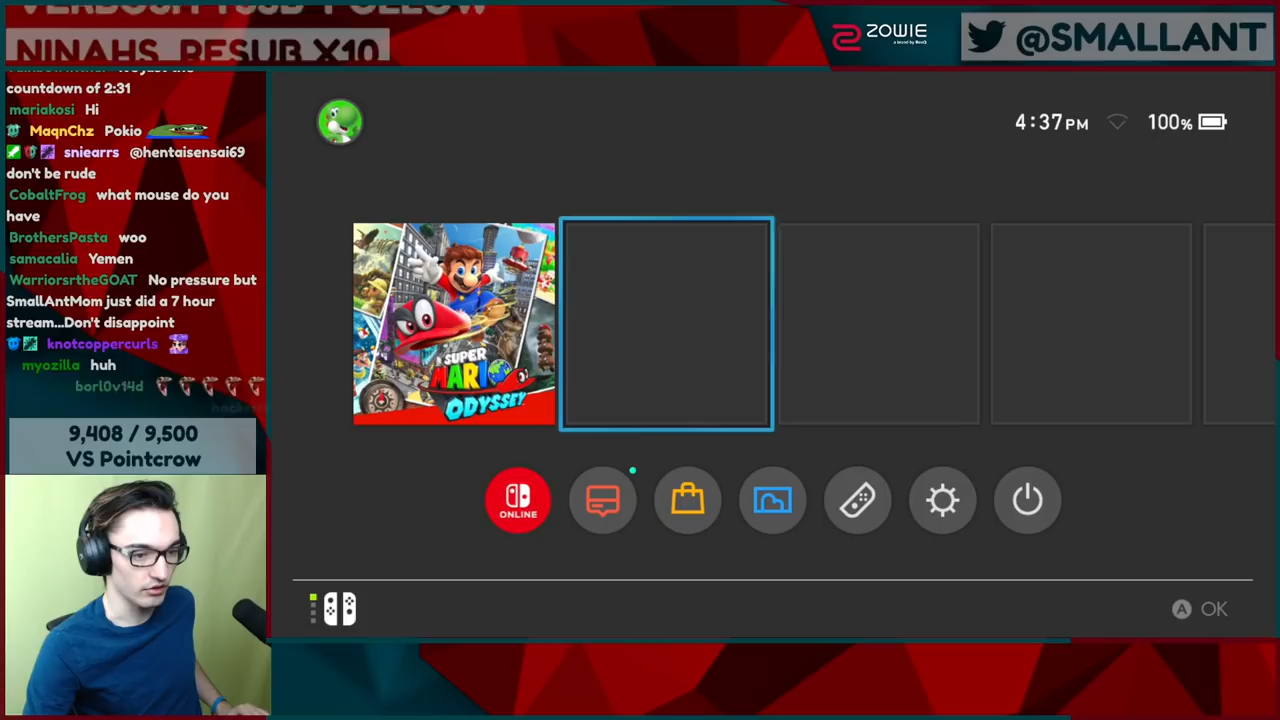 NINAHS_ RESUB X10
ZOWIE
@SMALLANT
countdown of 2:31
mariakosi Hi
MaqnChz Pokio
sniearrs @hentaisensai69
don't be rude
CobaltFrog what mouse do you
have
BrothersPasta woo
samacalia Yemen
WarriorsrtheGOAT No pressure but
SmallAntMom just did a 7 hour
stream...Don't disappoint
knotcoppercurls
myozilla huh
borl0v14d
9,408 / 9,500
VS Pointcrow
4:37 PM
100%
SUPER
MARIO
ODYSSEY
ONLINE
A OK